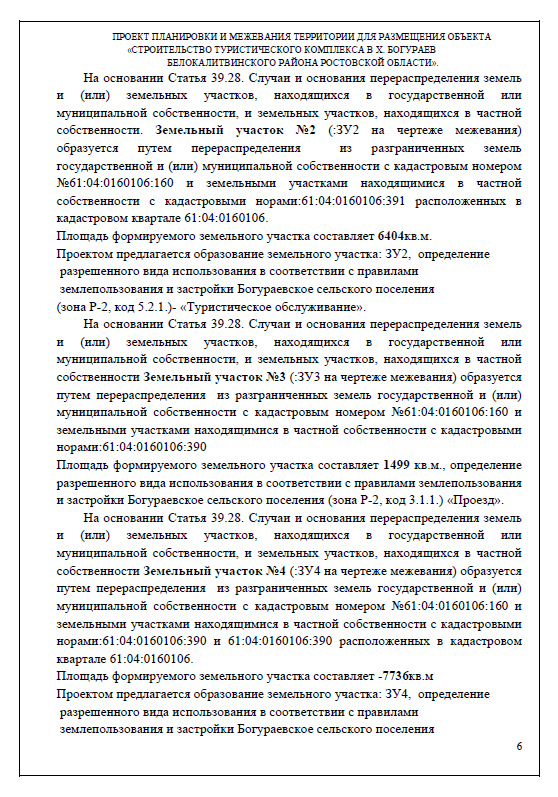 ПРОЕКТ ПЛАНИРОВКИ И МЕЖЕВАНИЯ ТЕРРИТОРИИ ДЛЯ РАЗМЕЩЕНИЯ ОБЪЕКТА
«СТРОИТЕЛЬСТВО ТУРИСТИЧЕСКОГО КОМПЛЕКСА В Х. БОГУРАЕВ
БЕЛОКАЛИТВИНСКОГО РАЙОНА РОСТОВСКОЙ ОБЛАСТИ».
На основании Статья 39.28. Случаи и основания перераспределения земель
и (или) земельных участков, находящихся в государственной или
муниципальной собственности, и земельных участков, находящихся в частной
собственности. Земельный участок №2 (:ЗУ2 на чертеже межевания)
образуется путем перераспределения из разграниченных земель
государственной и (или) муниципальной собственности с кадастровым номером
№61:04:0160106:160 и земельными участками находящимися в частной
собственности с кадастровыми норами:61:04:0160106:391 расположенных в
кадастровом квартале 61:04:0160106.
Площадь формируемого земельного участка составляет 6404кв.м.
Проектом предлагается образование земельного участка: ЗУ2, определение
разрешенного вида использования в соответствии с правилами
землепользования и застройки Богураевское сельского поселения
(зона Р-2, код 5.2.1.)- «Туристическое обслуживание».
На основании Статья 39.28. Случаи и основания перераспределения земель
и (или) земельных участков, находящихся в государственной или
муниципальной собственности, и земельных участков, находящихся в частной
собственности Земельный участок №3 (:ЗУ3 на чертеже межевания) образуется
путем перераспределения из разграниченных земель государственной и (или)
муниципальной собственности с кадастровым номером №61:04:0160106:160 и
земельными участками находящимися в частной собственности с кадастровыми
норами:61:04:0160106:390
Площадь формируемого земельного участка составляет 1499 кв.м., определение
разрешенного вида использования в соответствии с правилами землепользования
и застройки Богураевское сельского поселения (зона Р-2, код 3.1.1.) «Проезд».
На основании Статья 39.28. Случаи и основания перераспределения земель
и (или) земельных участков, находящихся в государственной или
муниципальной собственности, и земельных участков, находящихся в частной
собственности Земельный участок №4 (:ЗУ4 на чертеже межевания) образуется
путем перераспределения из разграниченных земель государственной и (или)
муниципальной собственности с кадастровым номером №61:04:0160106:160 и
земельными участками находящимися в частной собственности с кадастровыми
норами:61:04:0160106:390 и 61:04:0160106:390 расположенных в кадастровом
квартале 61:04:0160106.
Площадь формируемого земельного участка составляет -7736кв.м
Проектом предлагается образование земельного участка: ЗУ4, определение
разрешенного вида использования в соответствии с правилами
землепользования и застройки Богураевское сельского поселения
6